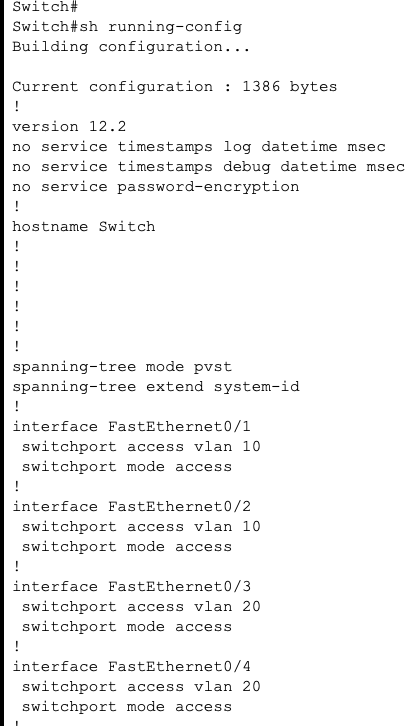 Switch#
Switch#sh running-config
Building configuration...
Current configuration : 1386 bytes
!
version 12.2
no service timestamps log datetime msec
no service timestamps debug datetime msec
no service password-encryption
!
hostname Switch
!
!
!
!
!
!
spanning-tree mode pvst
spanning-tree extend system-id
!
interface FastEthernet0/1
 switchport access vlan 10
 switchport mode access
!
interface FastEthernet0/2
 switchport access vlan 10
 switchport mode access
!
interface FastEthernet0/3
 switchport access vlan 20
 switchport mode access
!
interface FastEthernet0/4
 switchport access vlan 20
 switchport mode access
!